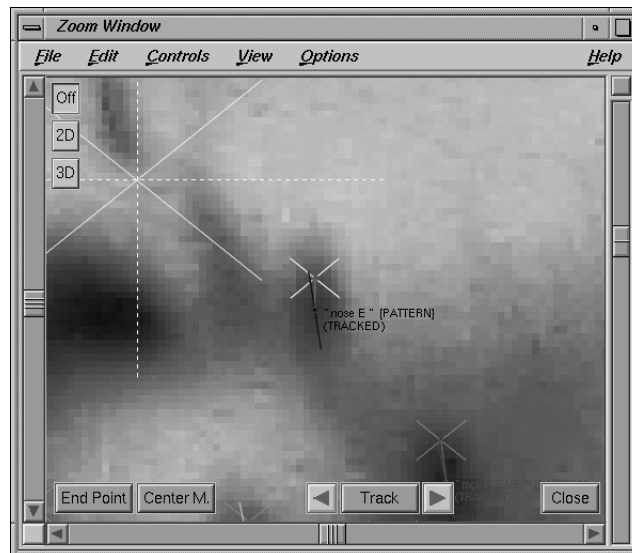 Zoom Window
File Edit Controls View Options Help
Off
2D
3D
"nose E" [PATTERN]
(TRACKED)
End Point Center M. Track Close